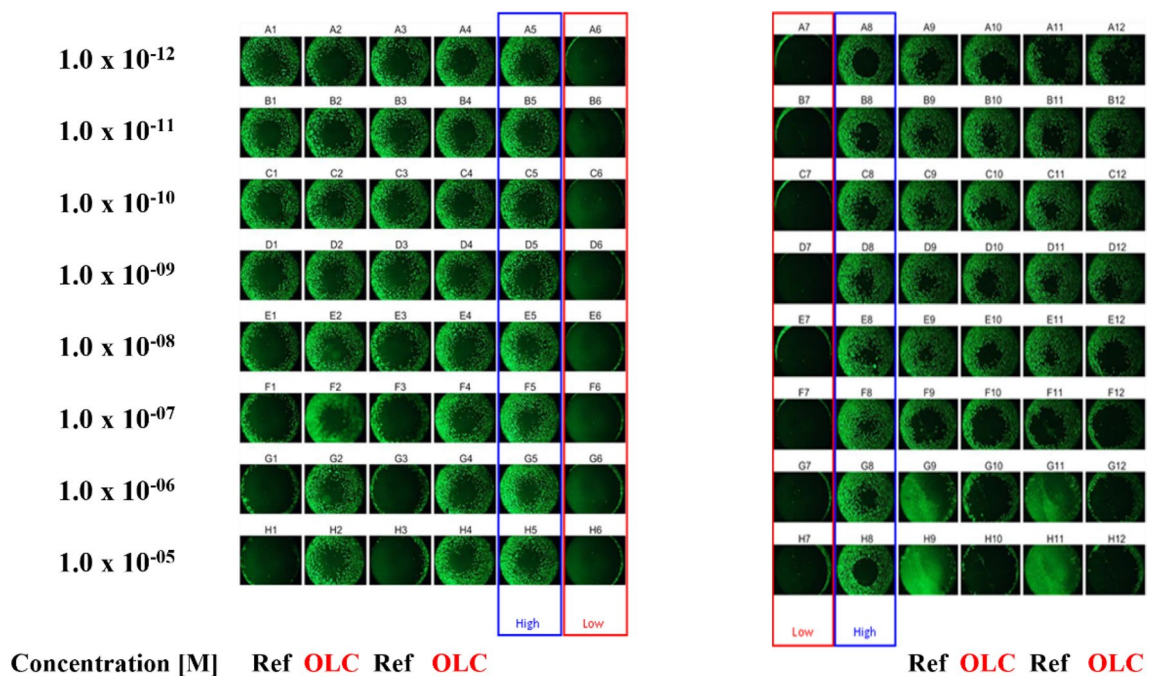 A1 A2 A3 A4 A5 A6 A7 A8 A9 A10 A11 A12
1.0 x 10⁻¹²
B1 B2 B3 B4 B5 B6 B7 B8 B9 B10 B11 B12
1.0 x 10⁻¹¹
C1 C2 C3 C4 C5 C6 C7 C8 C9 C10 C11 C12
1.0 x 10⁻¹⁰
D1 D2 D3 D4 D5 D6 D7 D8 D9 D10 D11 D12
1.0 x 10⁻⁰⁹
E1 E2 E3 E4 E5 E6 E7 E8 E9 E10 E11 E12
1.0 x 10⁻⁰⁸
F1 F2 F3 F4 F5 F6 F7 F8 F9 F10 F11 F12
1.0 x 10⁻⁰⁷
G1 G2 G3 G4 G5 G6 G7 G8 G9 G10 G11 G12
1.0 x 10⁻⁰⁶
H1 H2 H3 H4 H5 H6 H7 H8 H9 H10 H11 H12
1.0 x 10⁻⁰⁵
High Low Low High
Concentration [M] Ref OLC Ref OLC Ref OLC Ref OLC